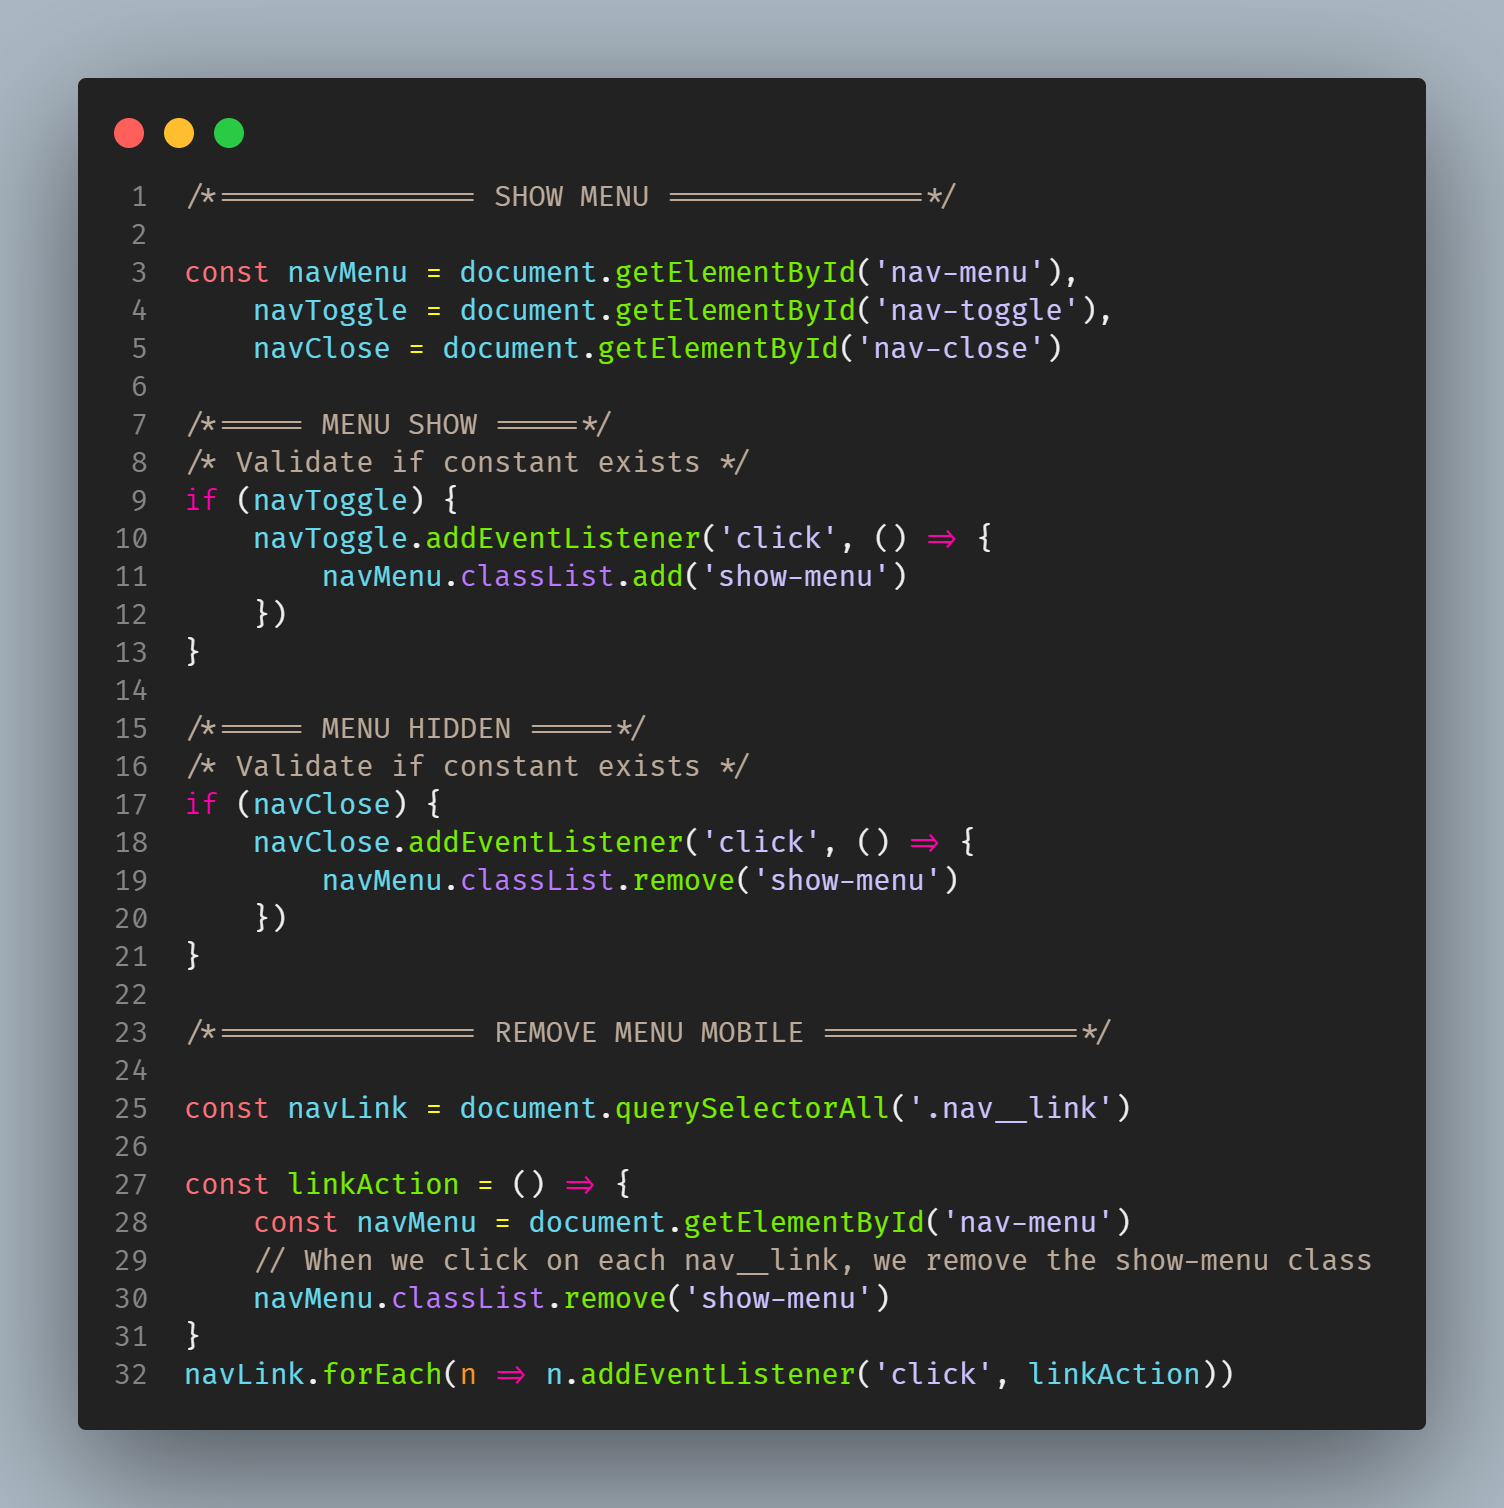 1 /*=============== SHOW MENU ===============*/
2
3 const navMenu = document.getElementById('nav-menu'),
4     navToggle = document.getElementById('nav-toggle'),
5     navClose = document.getElementById('nav-close')
6
7 /*===== MENU SHOW =====*/
8 /* Validate if constant exists */
9 if (navToggle) {
10     navToggle.addEventListener('click', () => {
11         navMenu.classList.add('show-menu')
12     })
13 }
14
15 /*===== MENU HIDDEN =====*/
16 /* Validate if constant exists */
17 if (navClose) {
18     navClose.addEventListener('click', () => {
19         navMenu.classList.remove('show-menu')
20     })
21 }
22
23 /*=============== REMOVE MENU MOBILE ===============*/
24
25 const navLink = document.querySelectorAll('.nav__link')
26
27 const linkAction = () => {
28     const navMenu = document.getElementById('nav-menu')
29     // When we click on each nav__link, we remove the show-menu class
30     navMenu.classList.remove('show-menu')
31 }
32 navLink.forEach(n => n.addEventListener('click', linkAction))